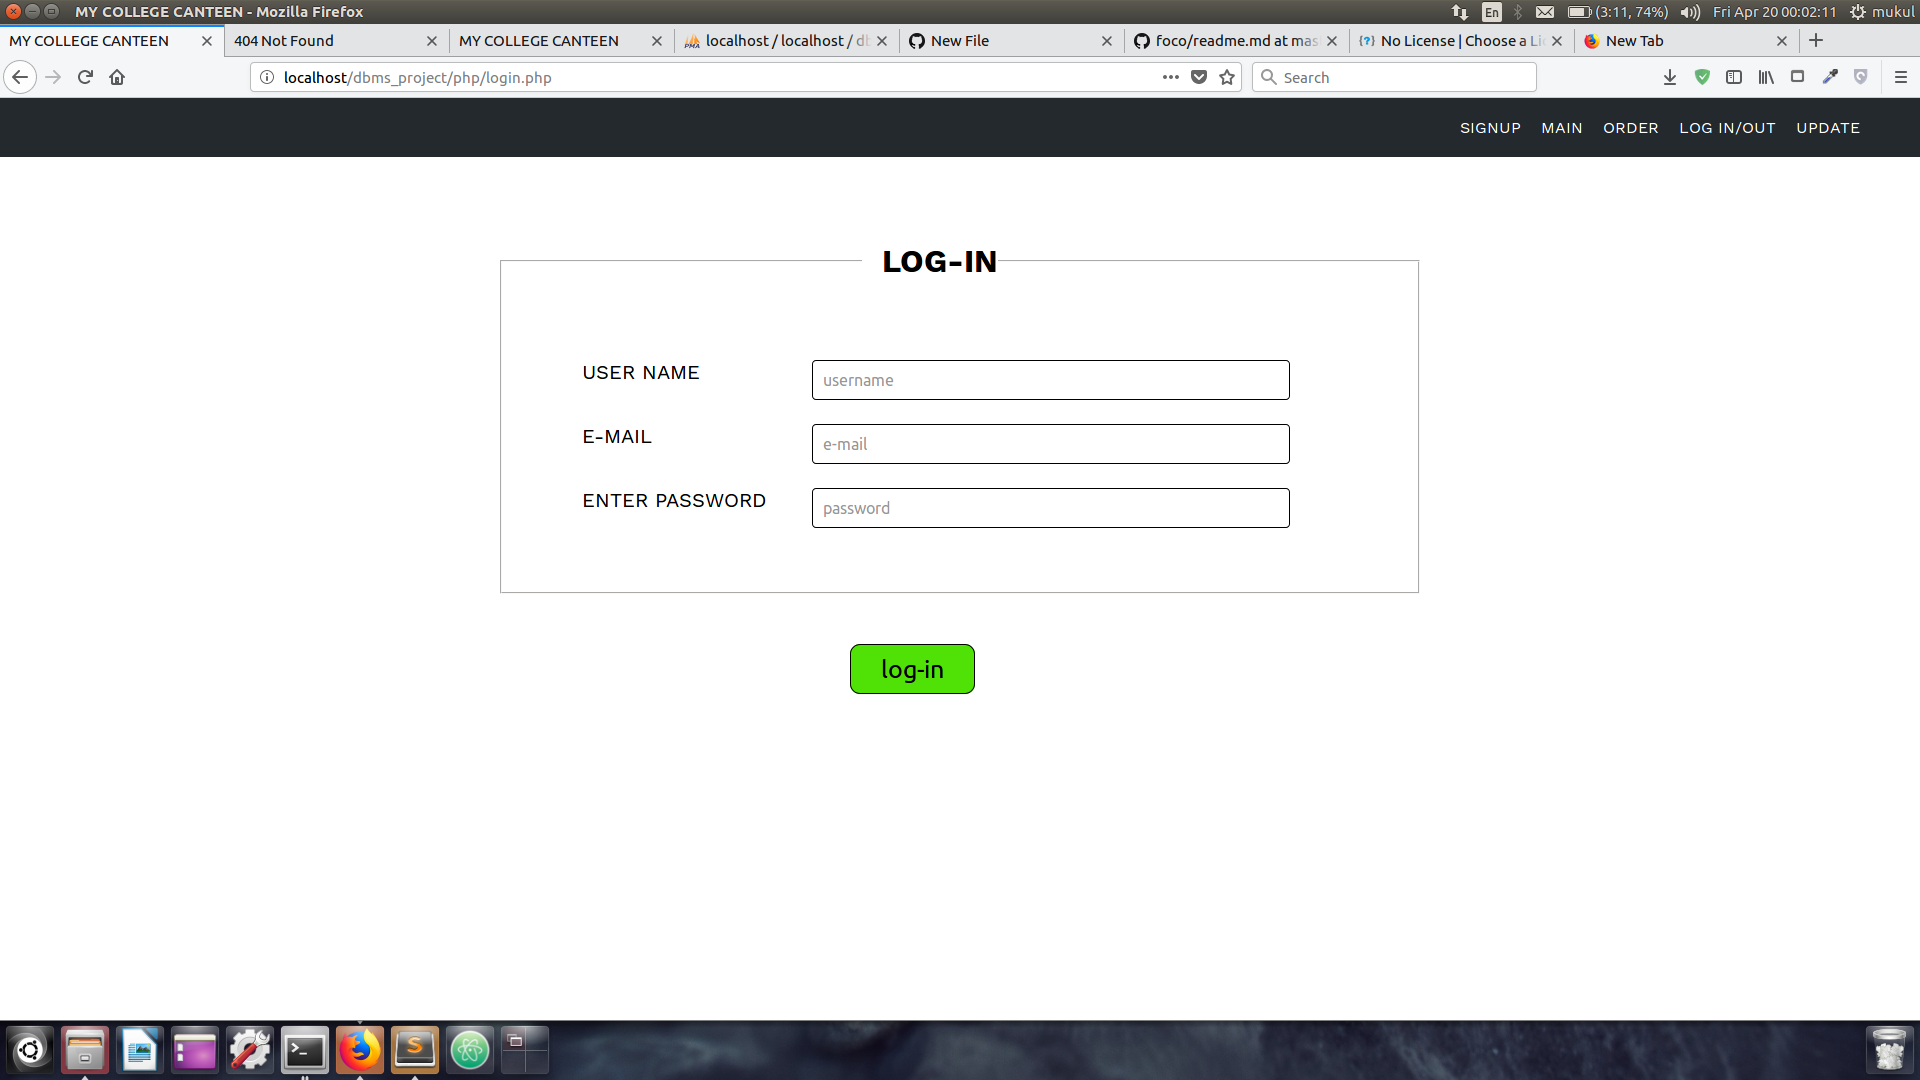 MY COLLEGE CANTEEN - Mozilla Firefox
En (3:11, 74%) Fri Apr 20 00:02:11 mukul
MY COLLEGE CANTEEN 404 Not Found MY COLLEGE CANTEEN localhost / localhost / db New File foco/readme.md at mas No License | Choose a Li New Tab
localhost/dbms_project/php/login.php Search
SIGNUP MAIN ORDER LOG IN/OUT UPDATE
LOG-IN
USER NAME username
E-MAIL e-mail
ENTER PASSWORD password
log-in